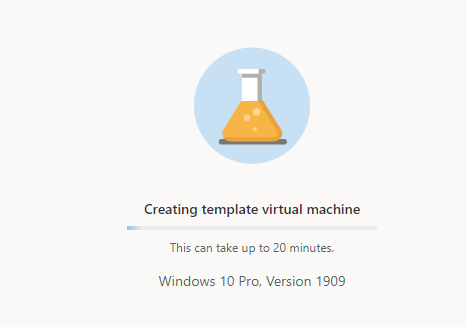 Creating template virtual machine
This can take up to 20 minutes.
Windows 10 Pro, Version 1909